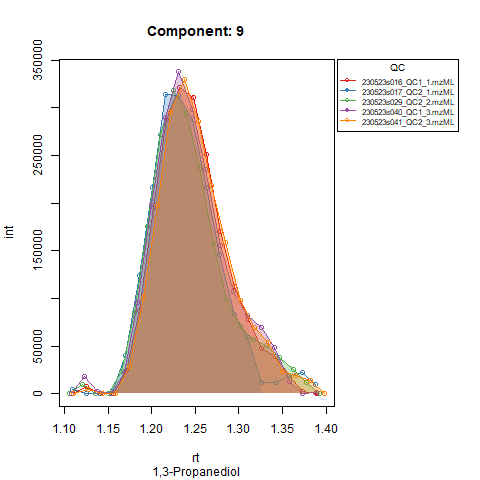 Component: 9
QC
230523s016_QC1_1.mzML
230523s017_QC2_1.mzML
230523s029_QC2_2.mzML
230523s040_QC1_3.mzML
230523s041_QC2_3.mzML
int
350000
250000
150000
50000
0
1.10 1.15 1.20 1.25 1.30 1.35 1.40
rt
1,3-Propanediol